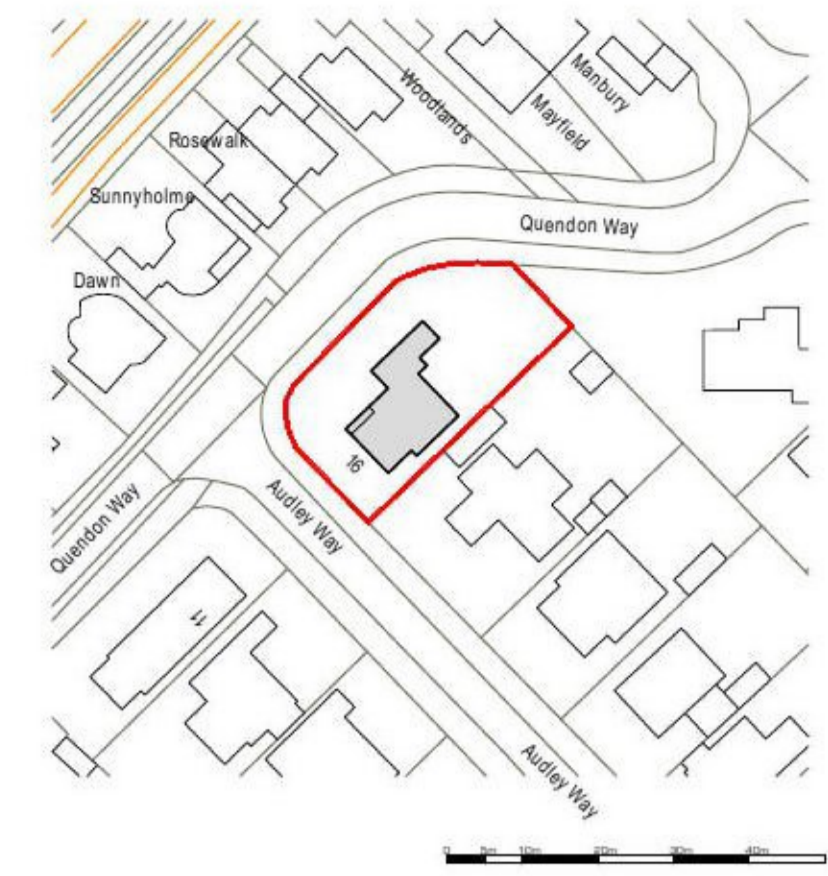 Woodlands
Manbury
Mayfield
Rosewalk
Sunnyholme
Quendon Way
Dawn
16
Audley Way
Quendon Way
11
Audley Way
0 5m 10m 20m 30m 40m